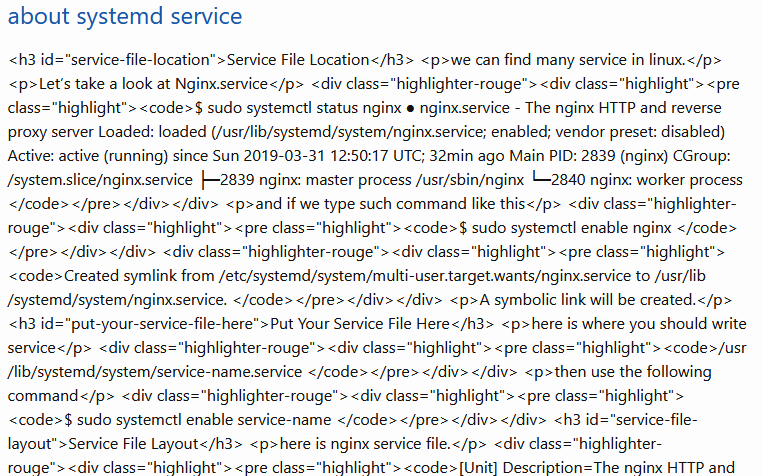 about systemd service
<h3 id="service-file-location">Service File Location</h3> <p>we can find many service in linux.</p>
<p>Let’s take a look at Nginx.service</p> <div class="highlighter-rouge"><div class="highlight"><pre
class="highlight"><code>$ sudo systemctl status nginx ● nginx.service - The nginx HTTP and reverse
proxy server Loaded: loaded (/usr/lib/systemd/system/nginx.service; enabled; vendor preset: disabled)
Active: active (running) since Sun 2019-03-31 12:50:17 UTC; 32min ago Main PID: 2839 (nginx) CGroup:
/system.slice/nginx.service ├─2839 nginx: master process /usr/sbin/nginx └─2840 nginx: worker process
</code></pre></div></div> <p>and if we type such command like this</p> <div class="highlighter-
rouge"><div class="highlight"><pre class="highlight"><code>$ sudo systemctl enable nginx </code>
</pre></div></div> <div class="highlighter-rouge"><div class="highlight"><pre class="highlight">
<code>Created symlink from /etc/systemd/system/multi-user.target.wants/nginx.service to /usr/lib
/systemd/system/nginx.service. </code></pre></div></div> <p>A symbolic link will be created.</p>
<h3 id="put-your-service-file-here">Put Your Service File Here</h3> <p>here is where you should write
service</p> <div class="highlighter-rouge"><div class="highlight"><pre class="highlight"><code>/usr
/lib/systemd/system/service-name.service </code></pre></div></div> <p>then use the following
command</p> <div class="highlighter-rouge"><div class="highlight"><pre class="highlight">
<code>$ sudo systemctl enable service-name </code></pre></div></div> <h3 id="service-file-
layout">Service File Layout</h3> <p>here is nginx service file.</p> <div class="highlighter-
rouge"><div class="highlight"><pre class="highlight"><code>[Unit] Description=The nginx HTTP and